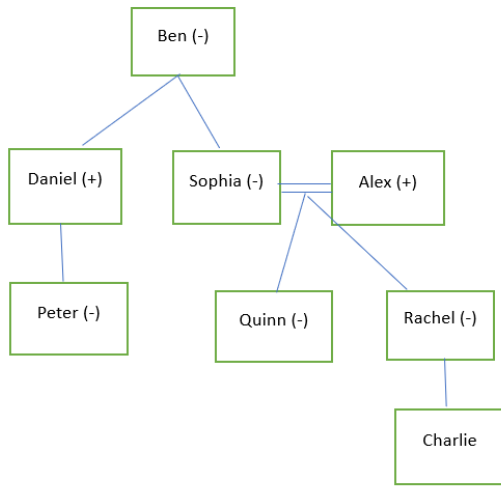 Ben (-)
Daniel (+)
Sophia (-)
Alex (+)
Peter (-)
Quinn (-)
Rachel (-)
Charlie